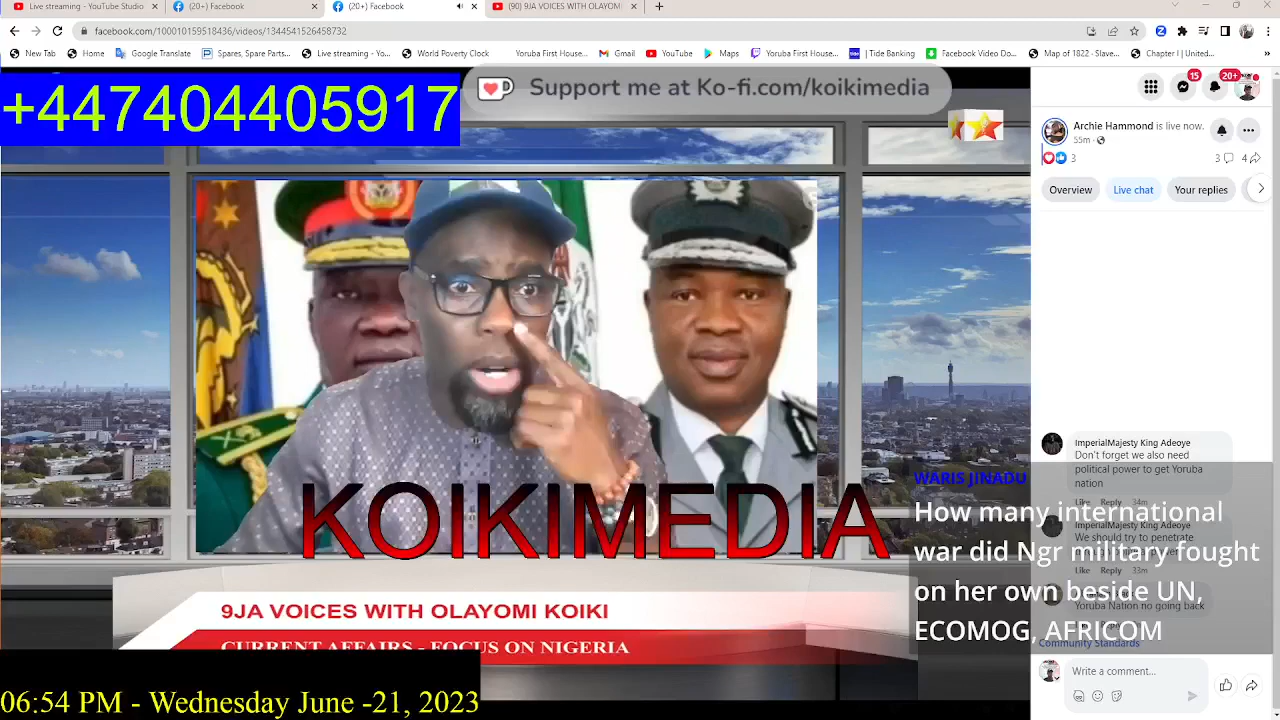 Live streaming - YouTube Studio
(20+) Facebook
(20+) Facebook
(90) 9JA VOICES WITH OLAYOMI
facebook.com/100010159518436/videos/1344541526458732
New Tab
Home
Google Translate
Spares, Spare Parts...
Live streaming - Yo...
World Poverty Clock
Yoruba First House...
Gmail
YouTube
Maps
Yoruba First Hous...
| Tide Banking
Facebook Video Do...
Map of 1822 - Slave...
Chapter I | United...
+447404405917
Support me at Ko-fi.com/koikimedia
15
20+
Archie Hammond is live now.
55m
3
3
4
Overview
Live chat
Your replies
ImperialMajesty King Adeoye
Don't forget we also need
political power to get Yoruba
nation
Like Reply 34m
ImperialMajesty King Adeoye
We should try to penetrate
Like Reply 33m
Yoruba Nation no going back
Community Standards
WARIS JINADU
How many international
war did Ngr military fought
on her own beside UN,
ECOMOG, AFRICOM
KOIKIMEDIA
9JA VOICES WITH OLAYOMI KOIKI
CURRENT AFFAIRS - FOCUS ON NIGERIA
06:54 PM - Wednesday June -21, 2023
Write a comment...